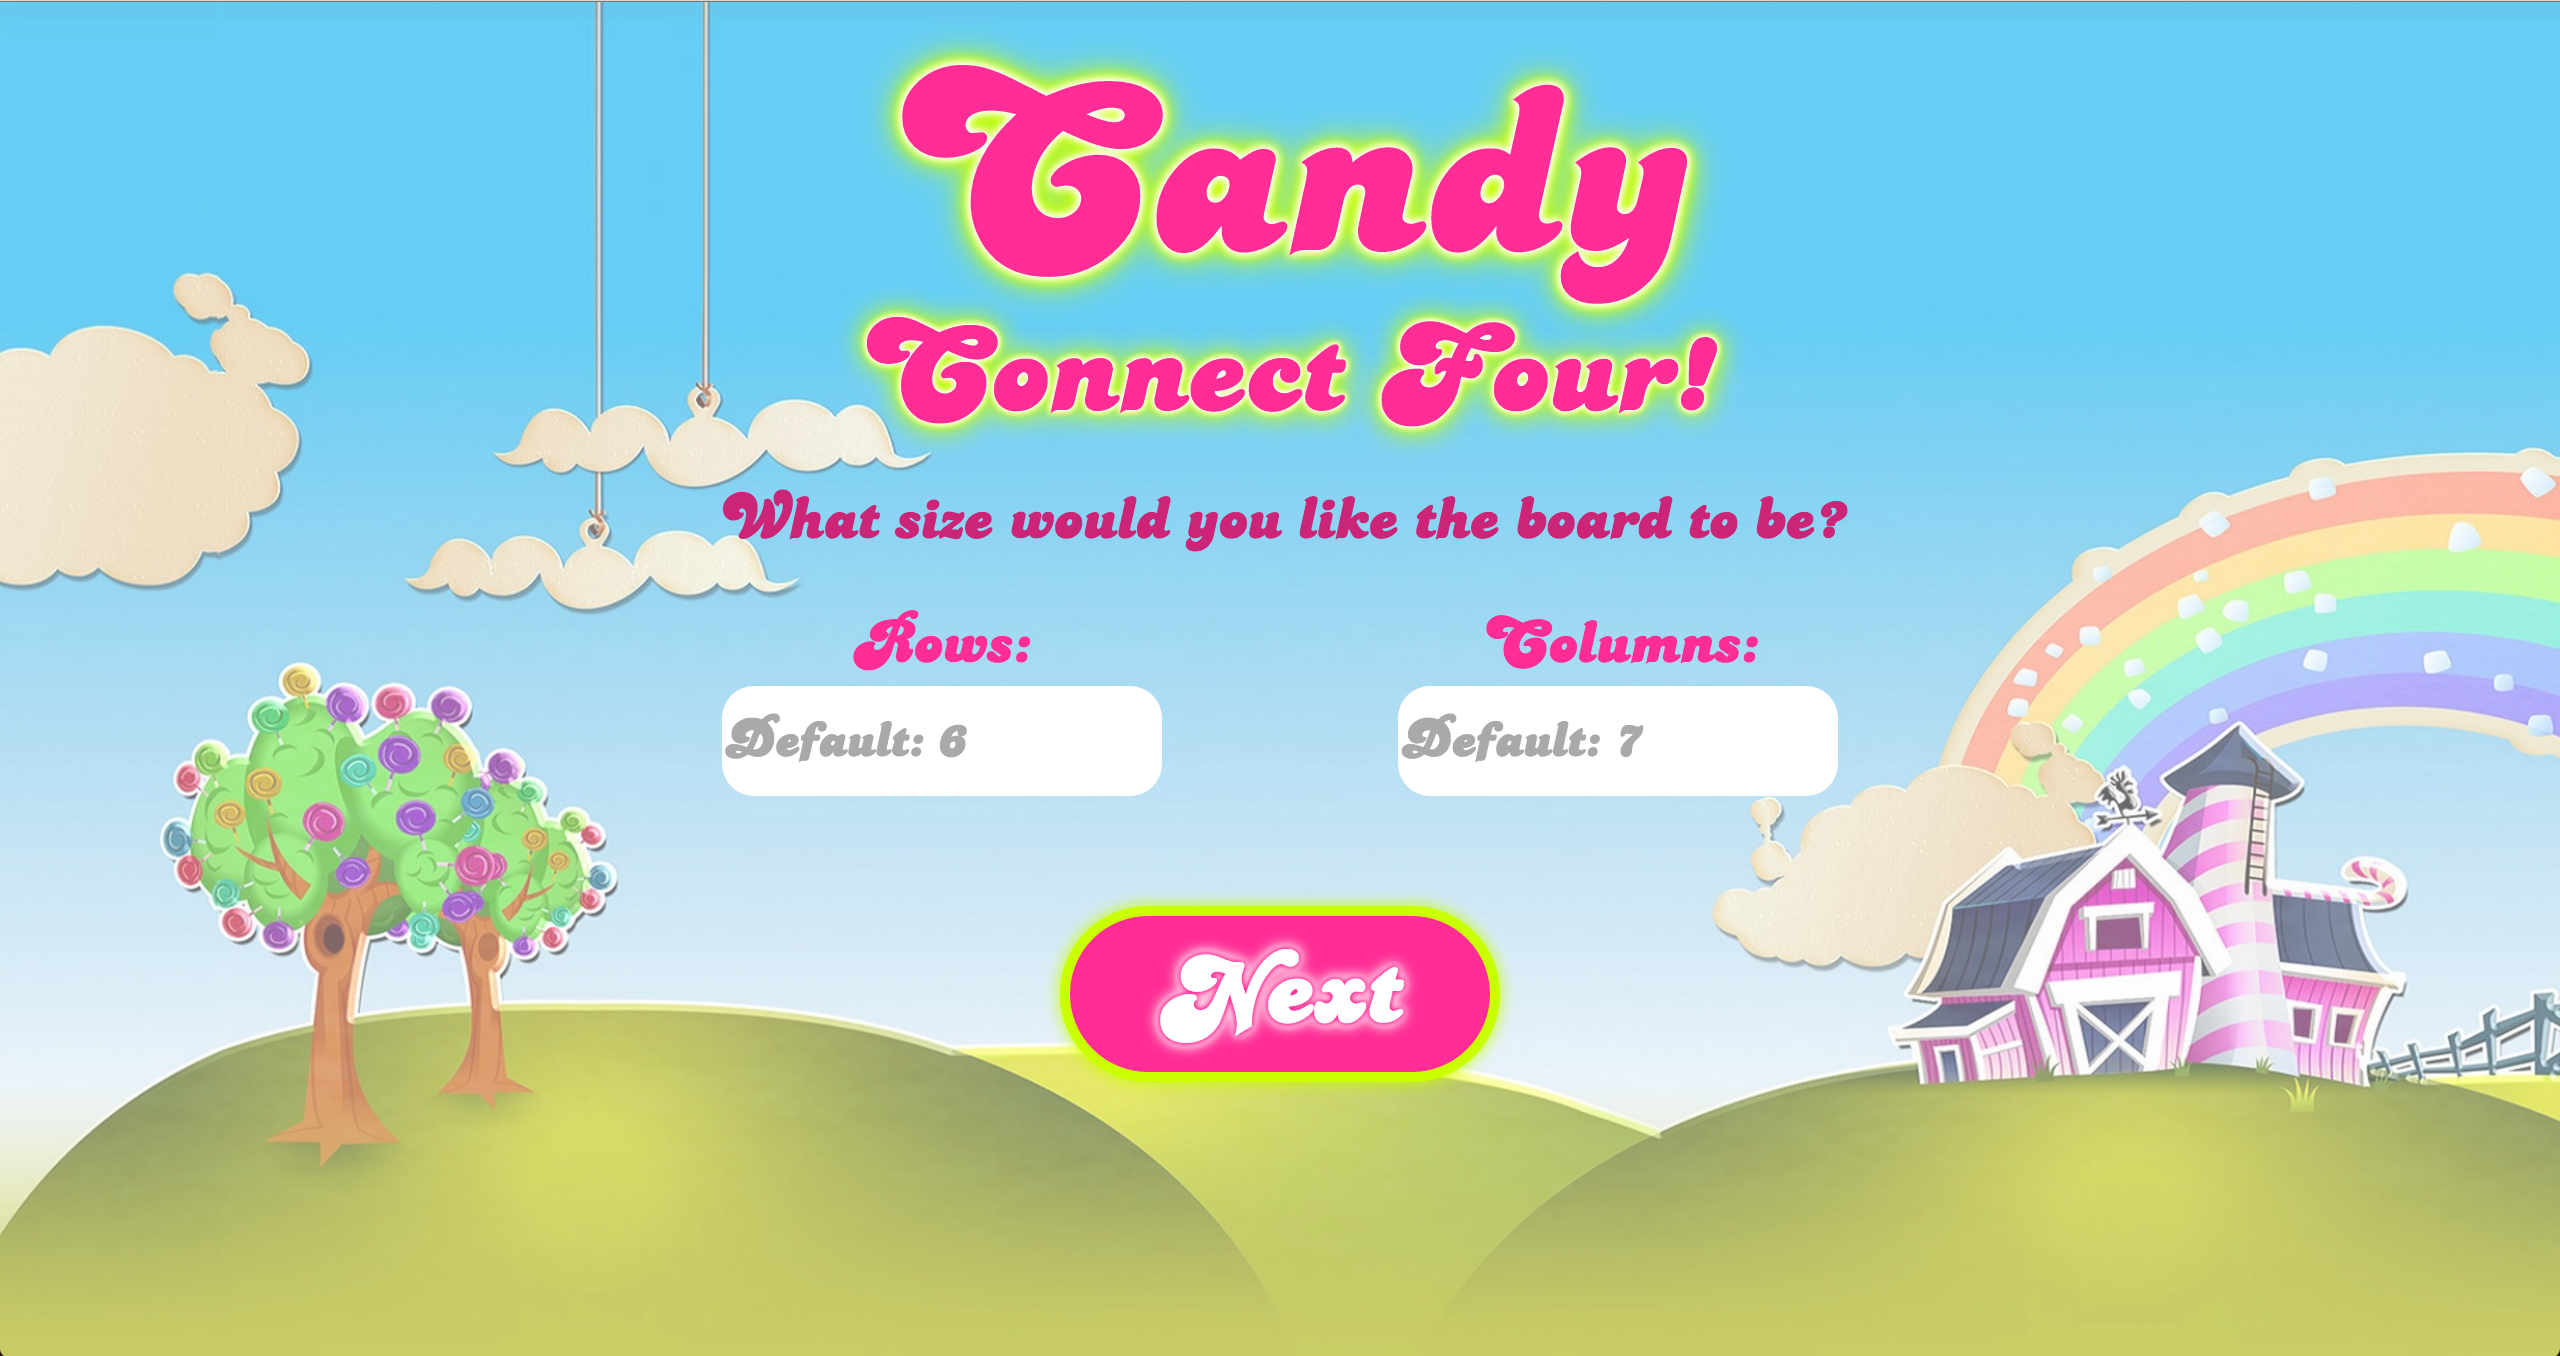 Candy
Connect Four!
What size would you like the board to be?
Rows:
Columns:
Default: 6
Default: 7
Next